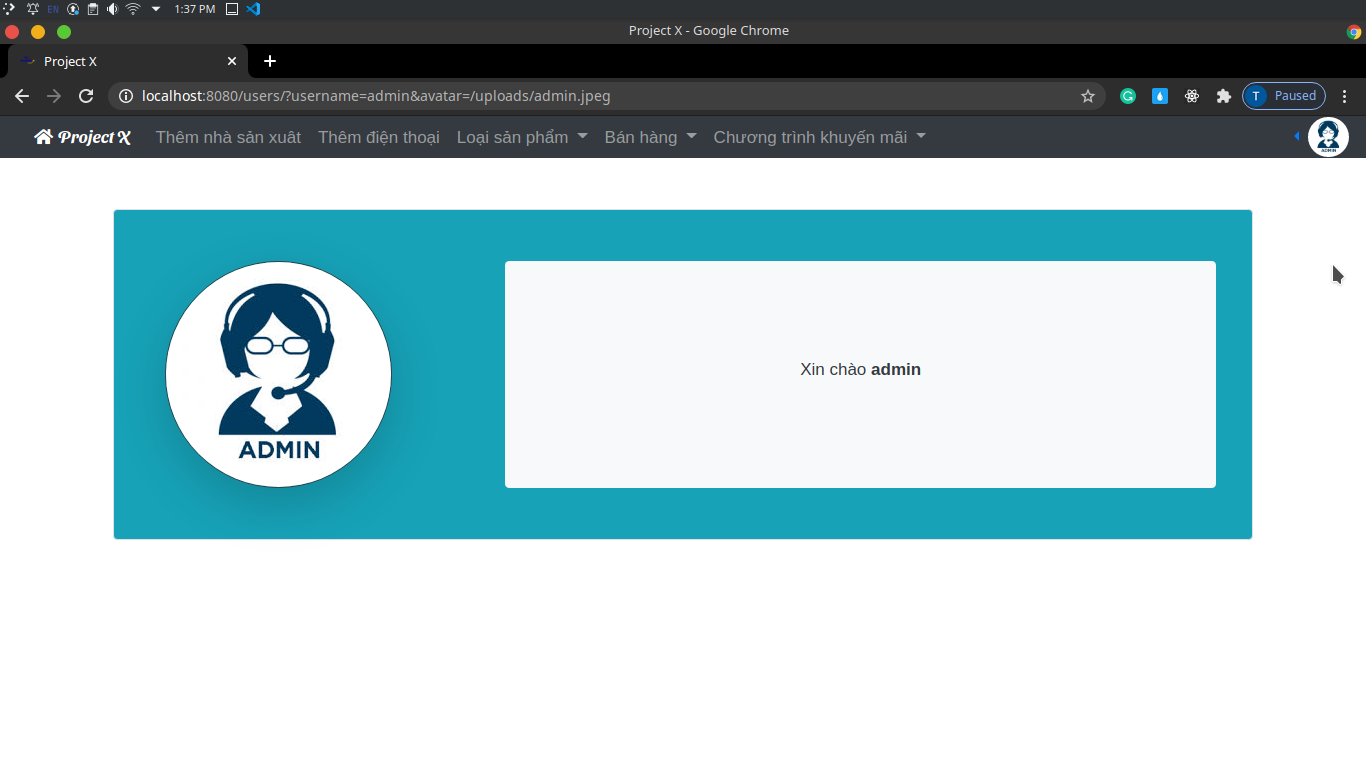 EN
1:37 PM
Project X - Google Chrome
Project X
localhost:8080/users/?username=admin&avatar=/uploads/admin.jpeg
T Paused
Project X Thêm nhà sản xuât Thêm điện thoại Loại sản phẩm Bán hàng Chương trình khuyến mãi
ADMIN
ADMIN
Xin chào admin